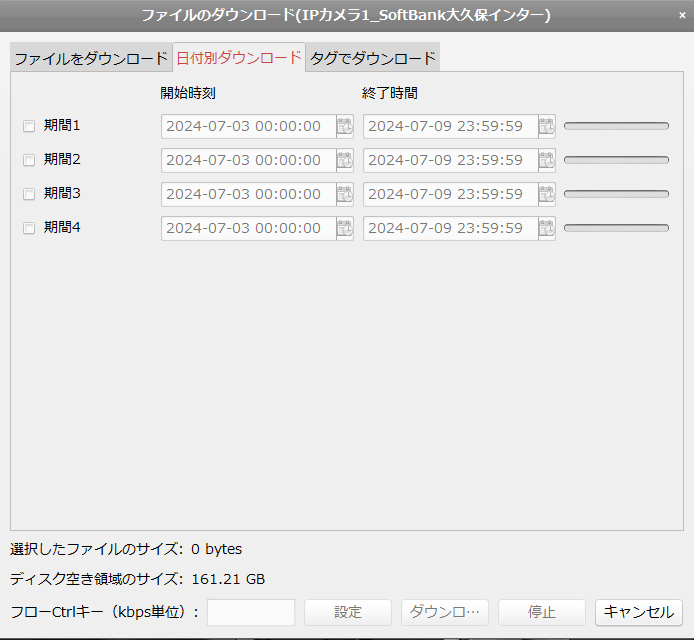 ファイルのダウンロード(IPカメラ1_SoftBank大久保インター)
×
ファイルをダウンロード 日付別ダウンロード タグでダウンロード
開始時刻 終了時間
期間1 2024-07-03 00:00:00 2024-07-09 23:59:59
期間2 2024-07-03 00:00:00 2024-07-09 23:59:59
期間3 2024-07-03 00:00:00 2024-07-09 23:59:59
期間4 2024-07-03 00:00:00 2024-07-09 23:59:59
選択したファイルのサイズ: 0 bytes
ディスク空き領域のサイズ: 161.21 GB
フローCtrlキー（kbps単位）: 設定 ダウンロ… 停止 キャンセル